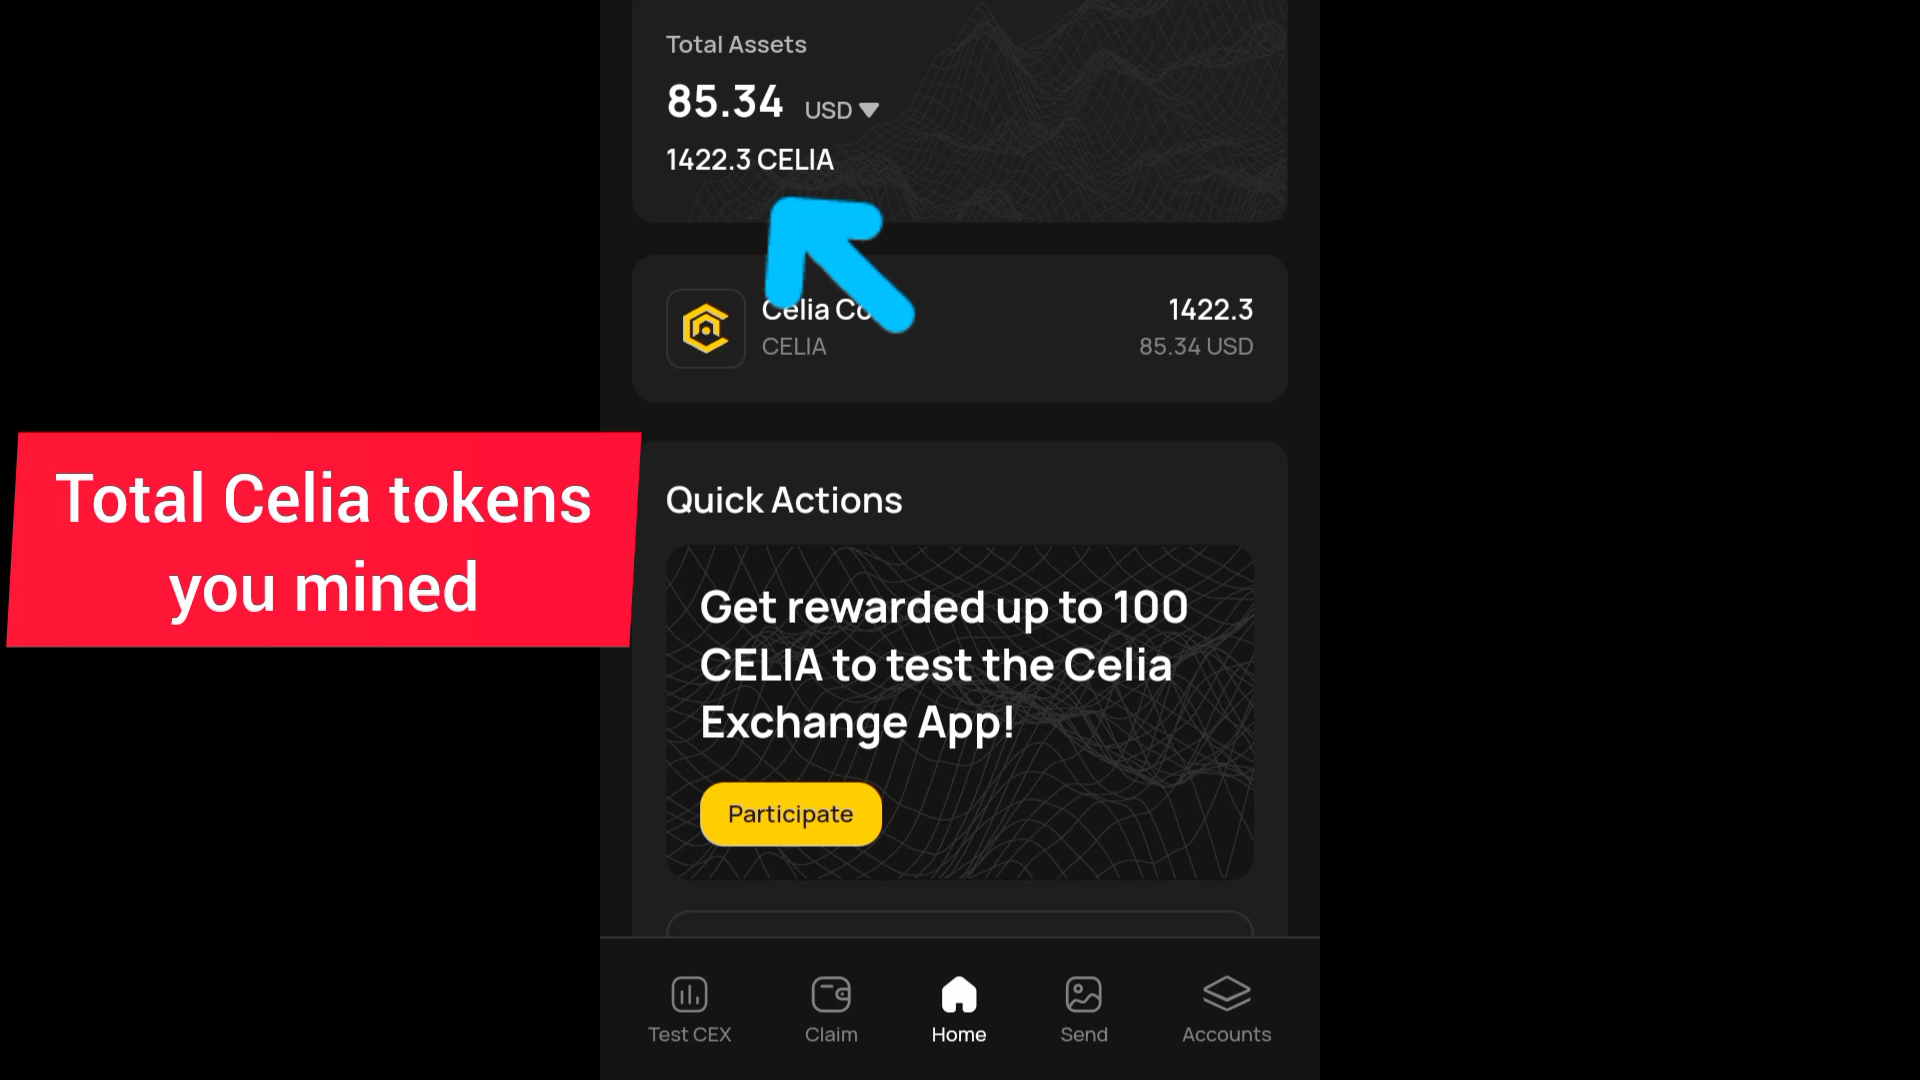 Total Assets
85.34 USD
1422.3 CELIA
Celia Co
1422.3
CELIA
85.34 USD
Total Celia tokens
you mined
Quick Actions
Get rewarded up to 100
CELIA to test the Celia
Exchange App!
Participate
Test CEX
Claim
Home
Send
Accounts